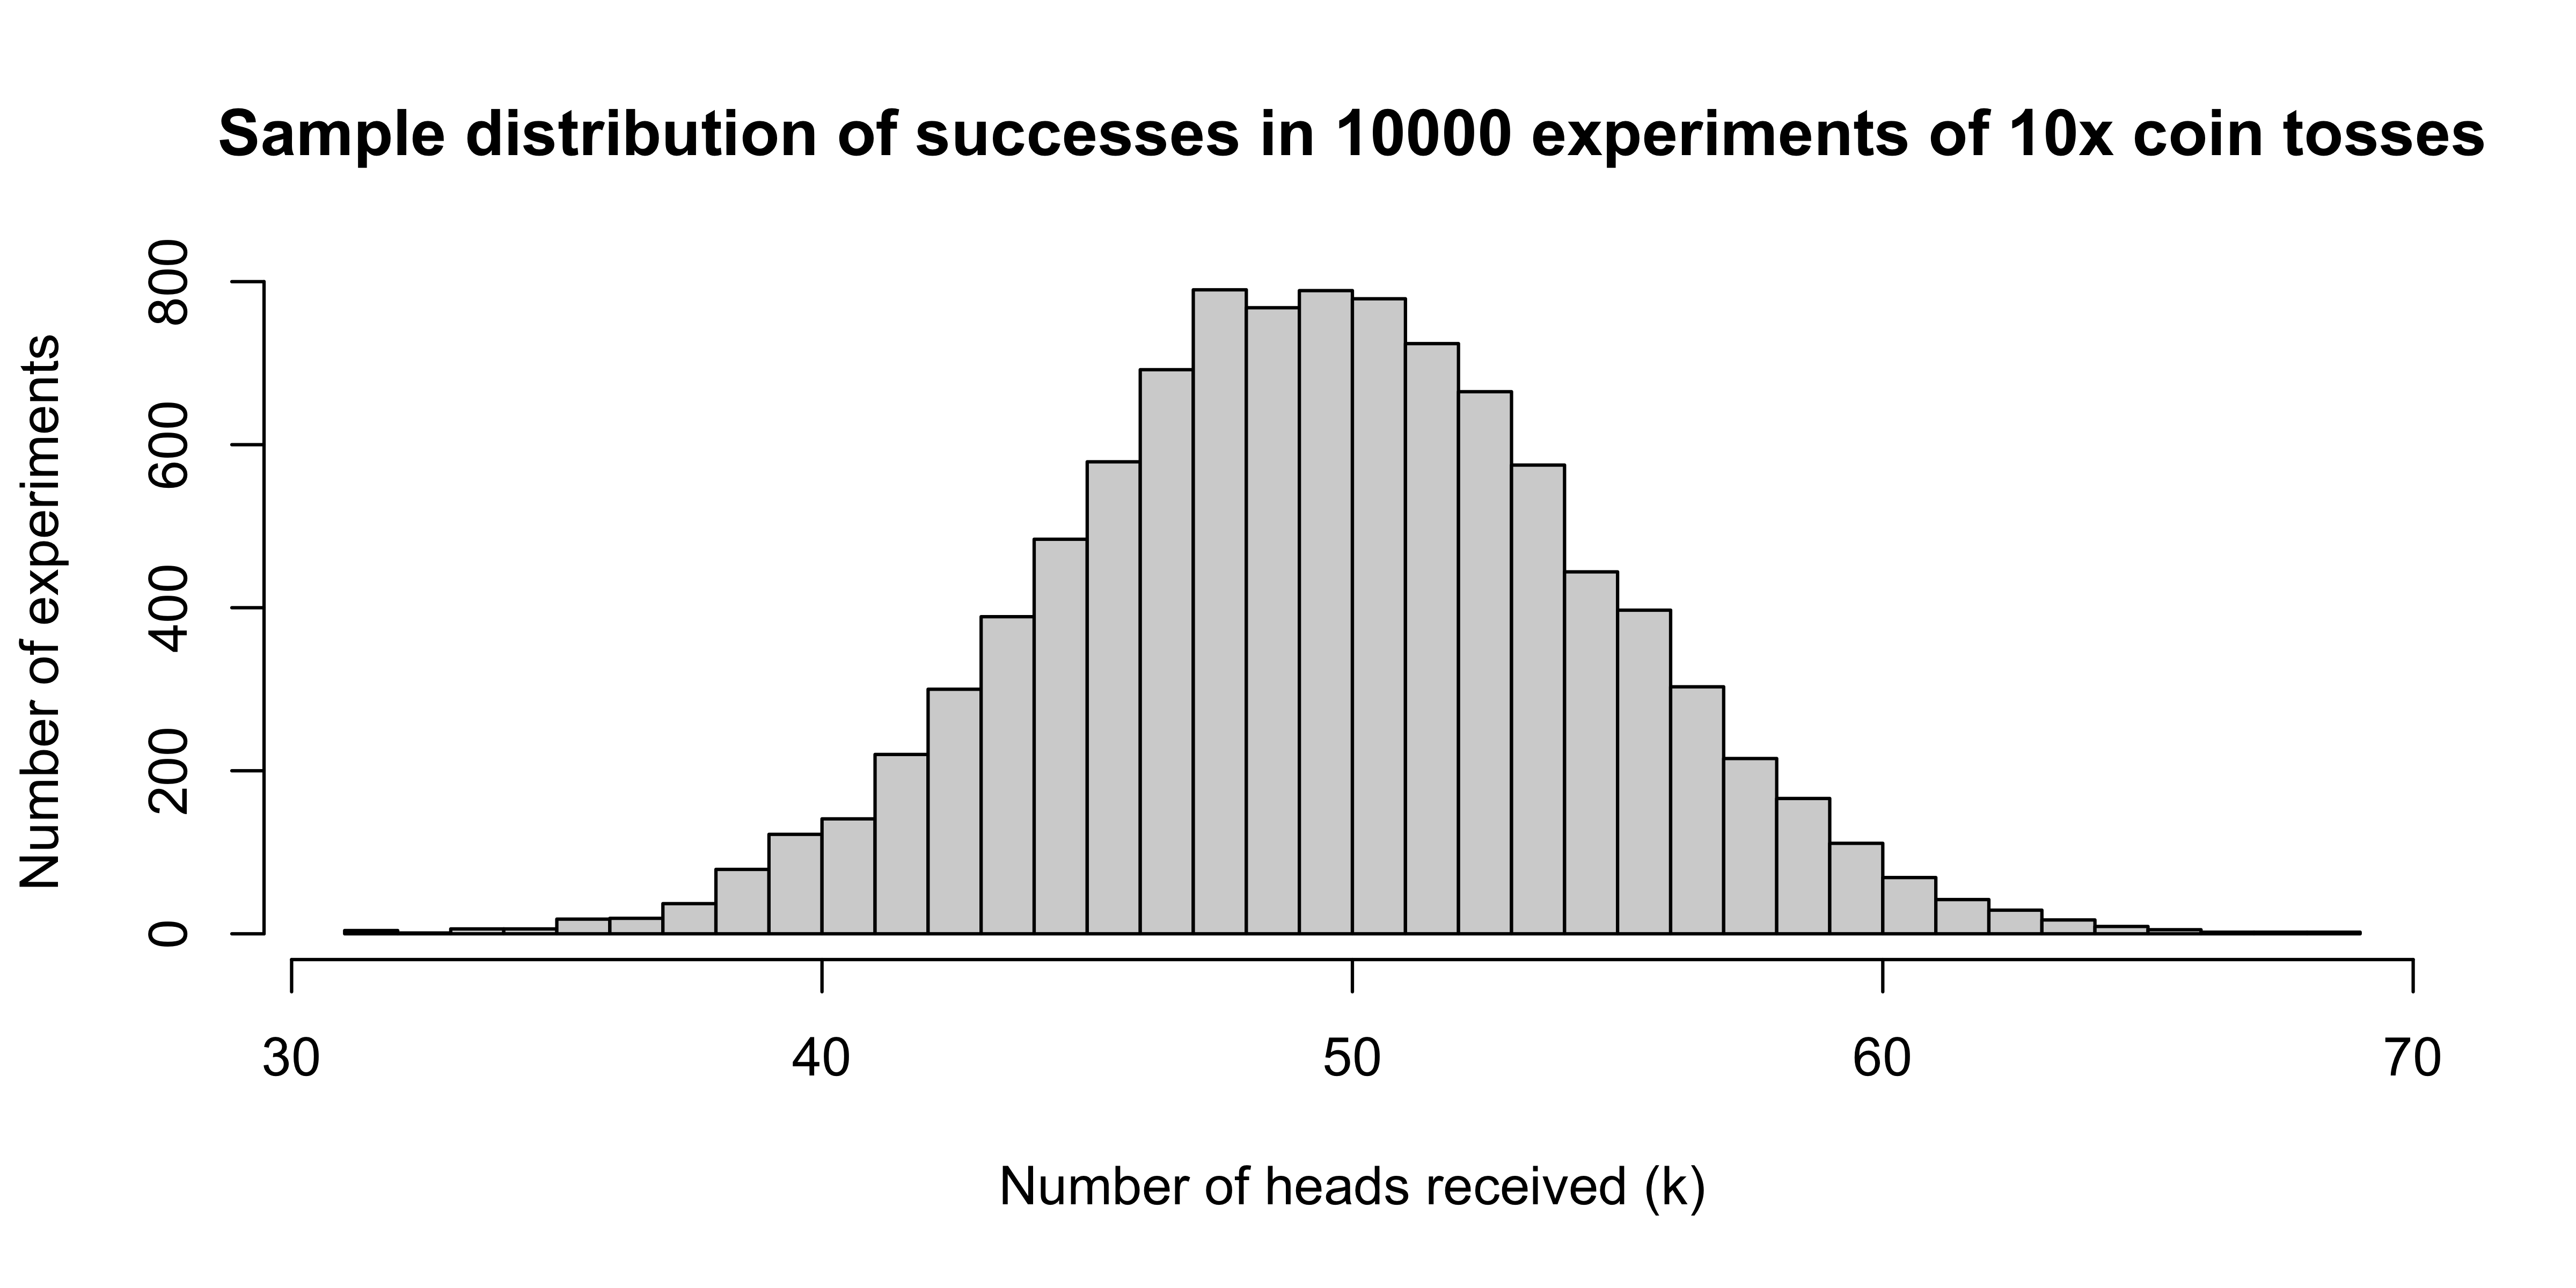 Sample distribution of successes in 10000 experiments of 10x coin tosses
Number of experiments
800
600
400
200
0
30 40 50 60 70
Number of heads received (k)